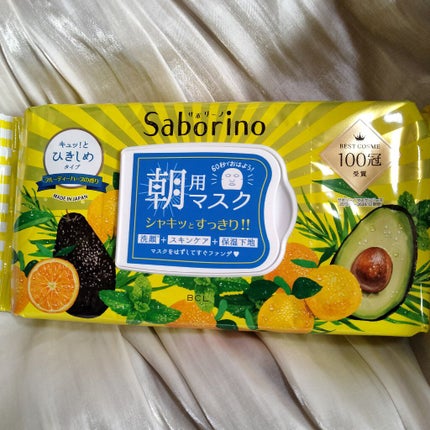 サボリーノ
Saborino
キュッ!と
ひきしめ
タイプ
フルーティーハーブの香り
MADE IN JAPAN
60秒でおはよう!
朝用マスク
シャキッとすっきり!!
洗顔+スキンケア+保湿下地
マスクをはずしてすぐファンデ♥
BCL
BEST COSME
100冠
受賞